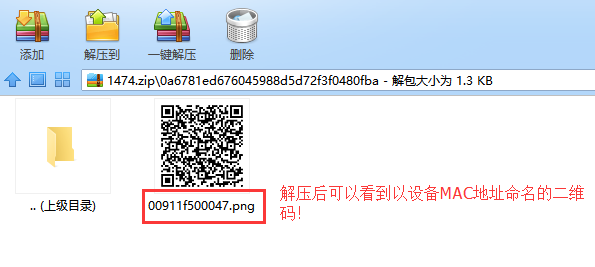 添加
解压到
一键解压
删除
1474.zip\0a6781ed676045988d5d72f3f0480fba - 解包大小为 1.3 KB
.. (上级目录)
00911f500047.png
解压后可以看到以设备MAC地址命名的二维
码!